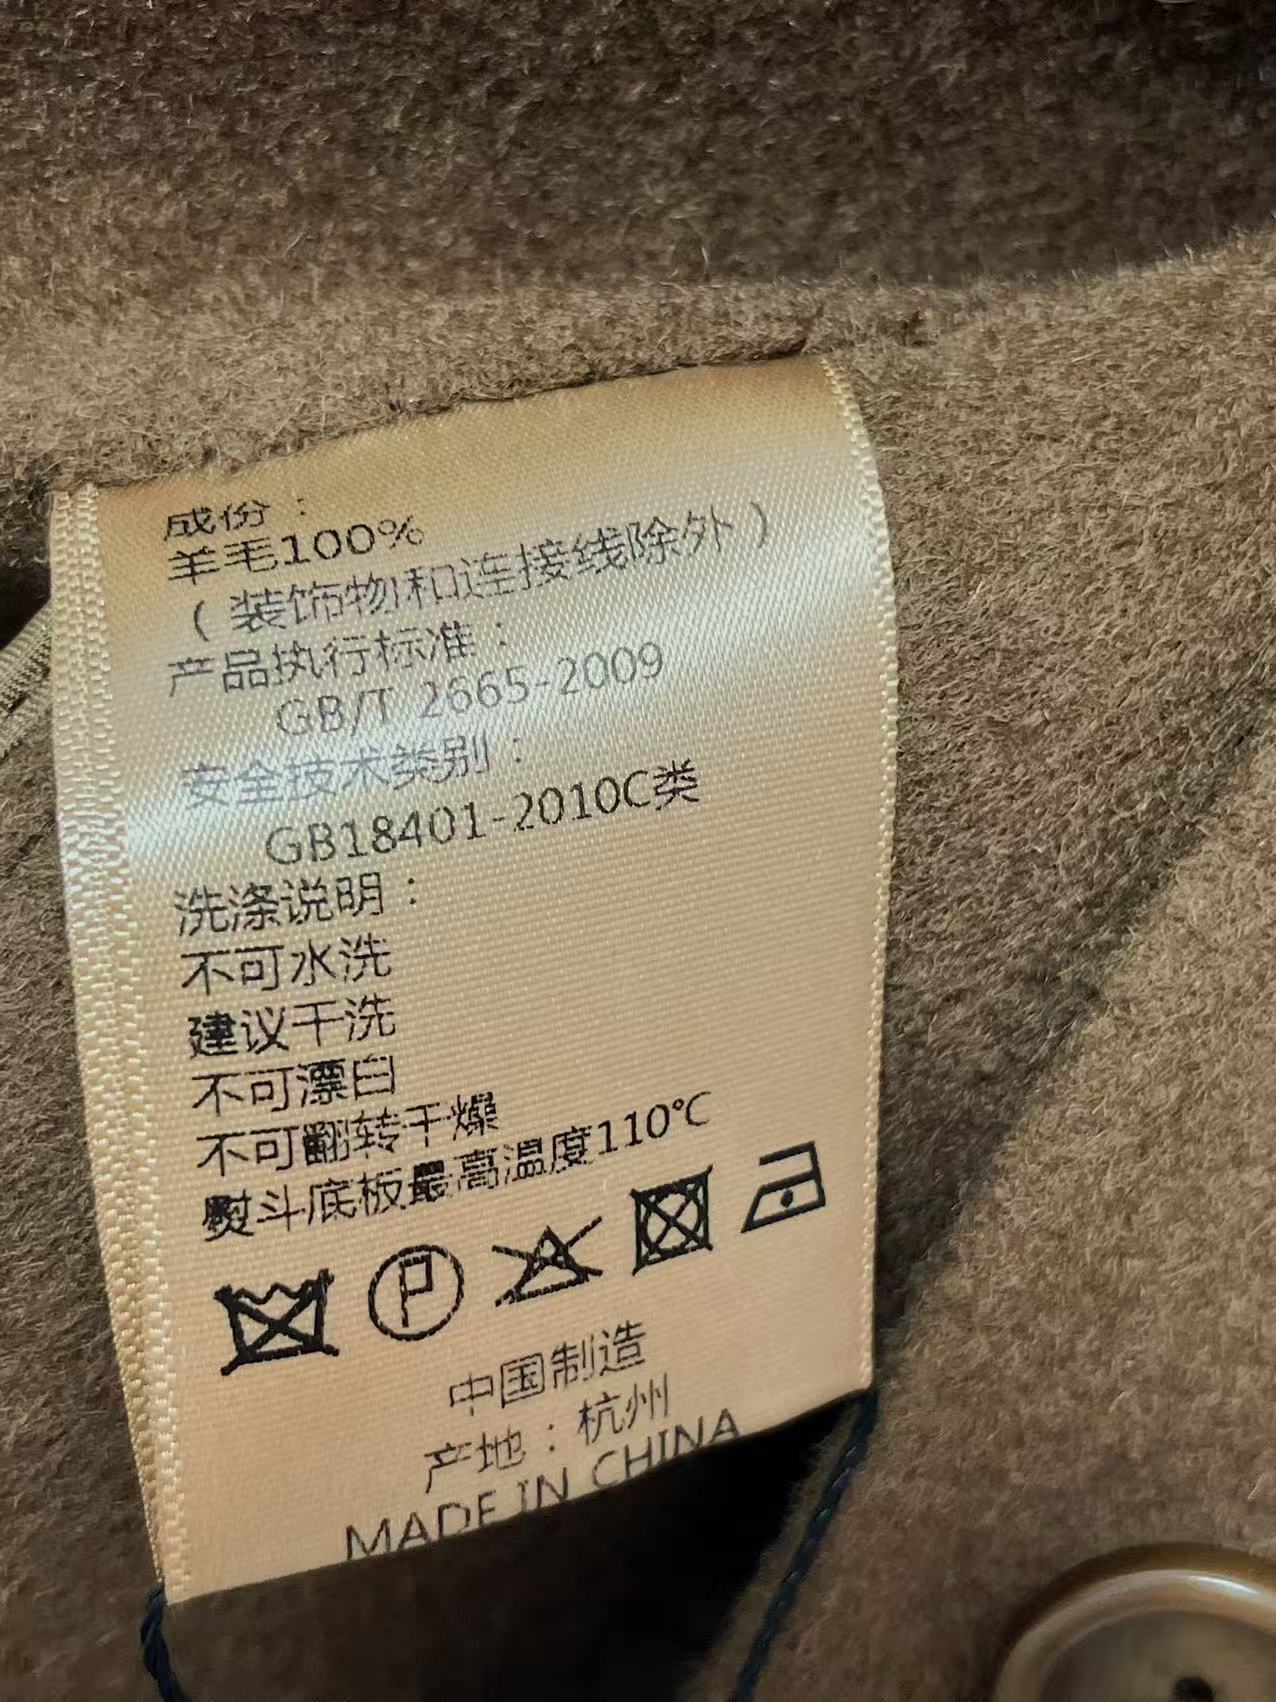 成份：
羊毛100%
（装饰物和连接线除外）
产品执行标准：
GB/T 2665-2009
安全技术类别：
GB18401-2010C类
洗涤说明：
不可水洗
建议干洗
不可漂白
不可翻转干燥
熨斗底板最高温度110℃
P
中国制造
产地：杭州
MADE IN CHINA